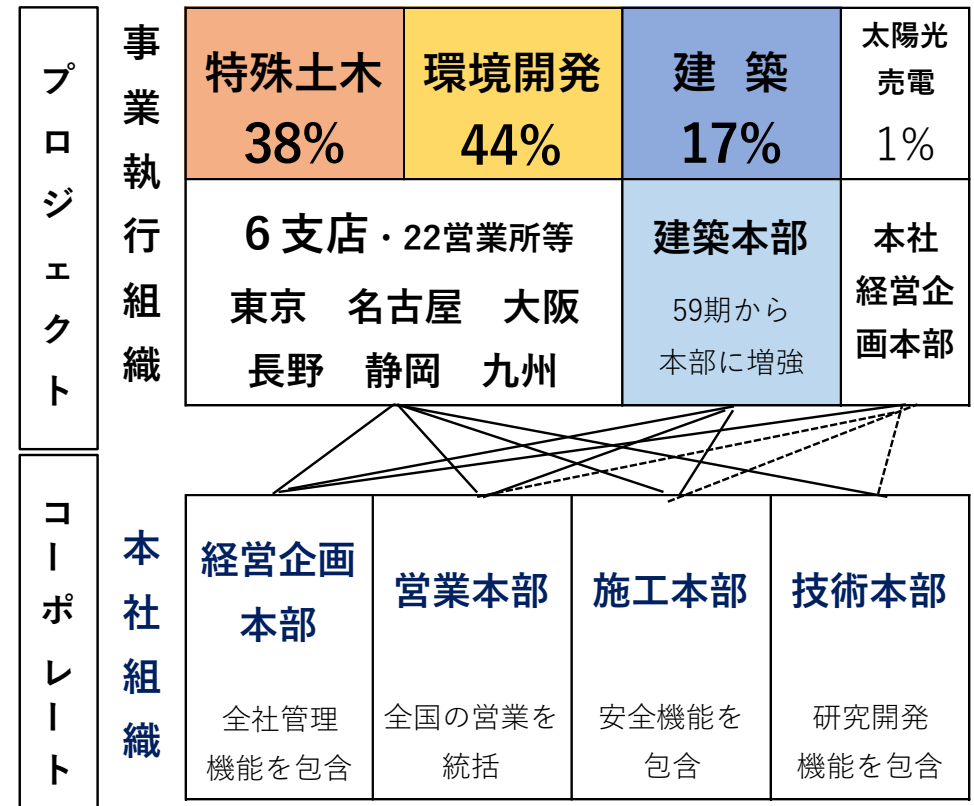 プロジェクト
事業執行組織
特殊土木
38%
環境開発
44%
建 築
17%
太陽光
売電
1%
6支店・22営業所等
東京 名古屋 大阪
長野 静岡 九州
建築本部
59期から
本部に増強
本社
経営企
画本部
コーポレート
本社組織
経営企画
本部
全社管理
機能を包含
営業本部
全国の営業を
統括
施工本部
安全機能を
包含
技術本部
研究開発
機能を包含